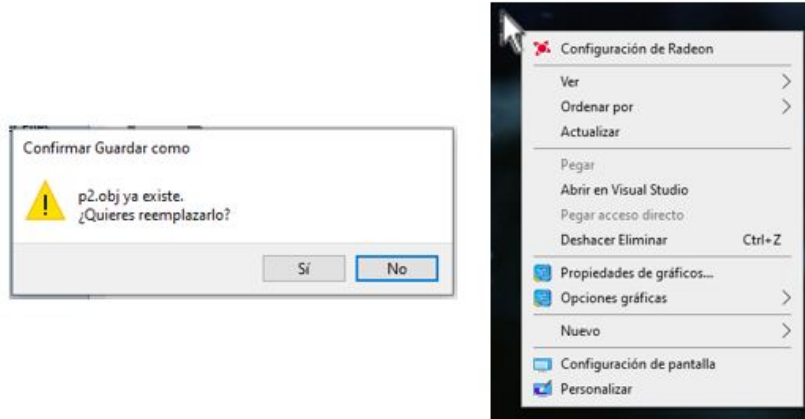 Confirmar Guardar como
p2.obj ya existe.
¿Quieres reemplazarlo?
Sí
No
Configuración de Radeon
Ver
Ordenar por
Actualizar
Pegar
Abrir en Visual Studio
Pegar acceso directo
Deshacer Eliminar Ctrl+Z
Propiedades de gráficos...
Opciones gráficas
Nuevo
Configuración de pantalla
Personalizar